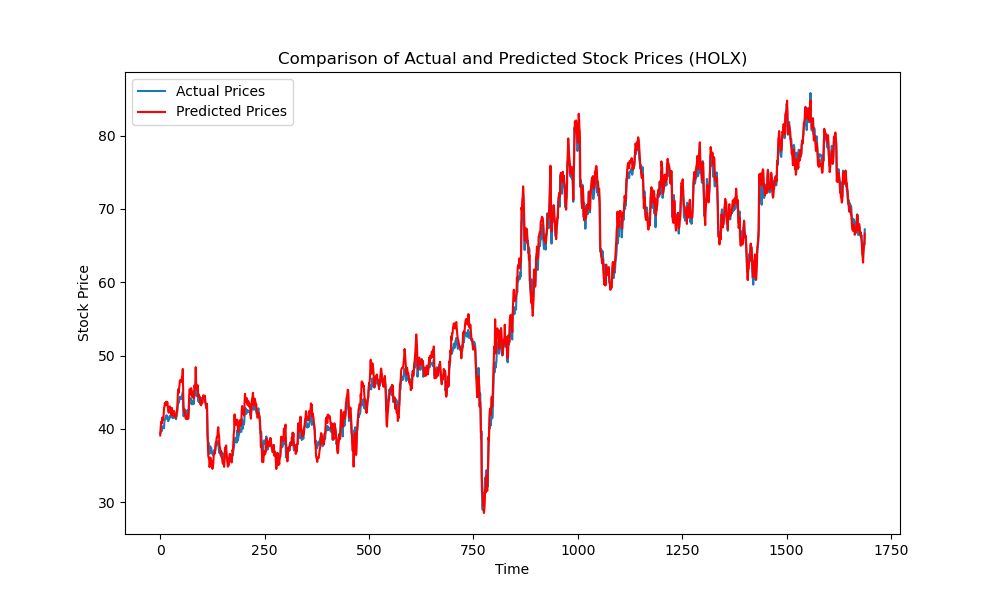 Comparison of Actual and Predicted Stock Prices (HOLX)
Actual Prices
Predicted Prices
80
70
60
50
40
30
Stock Price
0 250 500 750 1000 1250 1500 1750
Time